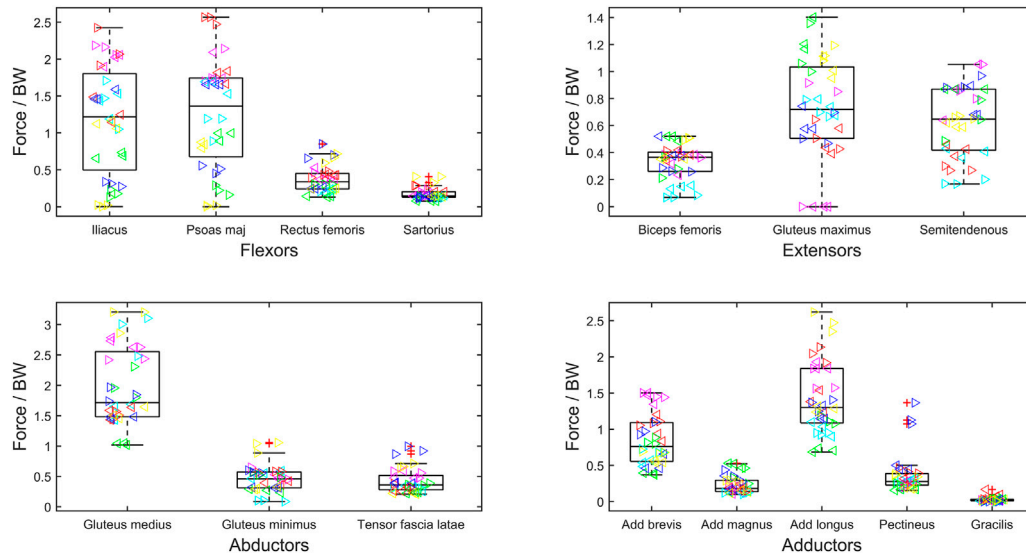 Force / BW
2.5
2
1.5
1
0.5
0
Iliacus Psoas maj Rectus femoris Sartorius
Flexors
Force / BW
1.4
1.2
1
0.8
0.6
0.4
0.2
0
Biceps femoris Gluteus maximus Semitendenous
Extensors
Force / BW
3
2.5
2
1.5
1
0.5
0
Gluteus medius Gluteus minimus Tensor fascia latae
Abductors
Force / BW
2.5
2
1.5
1
0.5
0
Add brevis Add magnus Add longus Pectineus Gracilis
Adductors